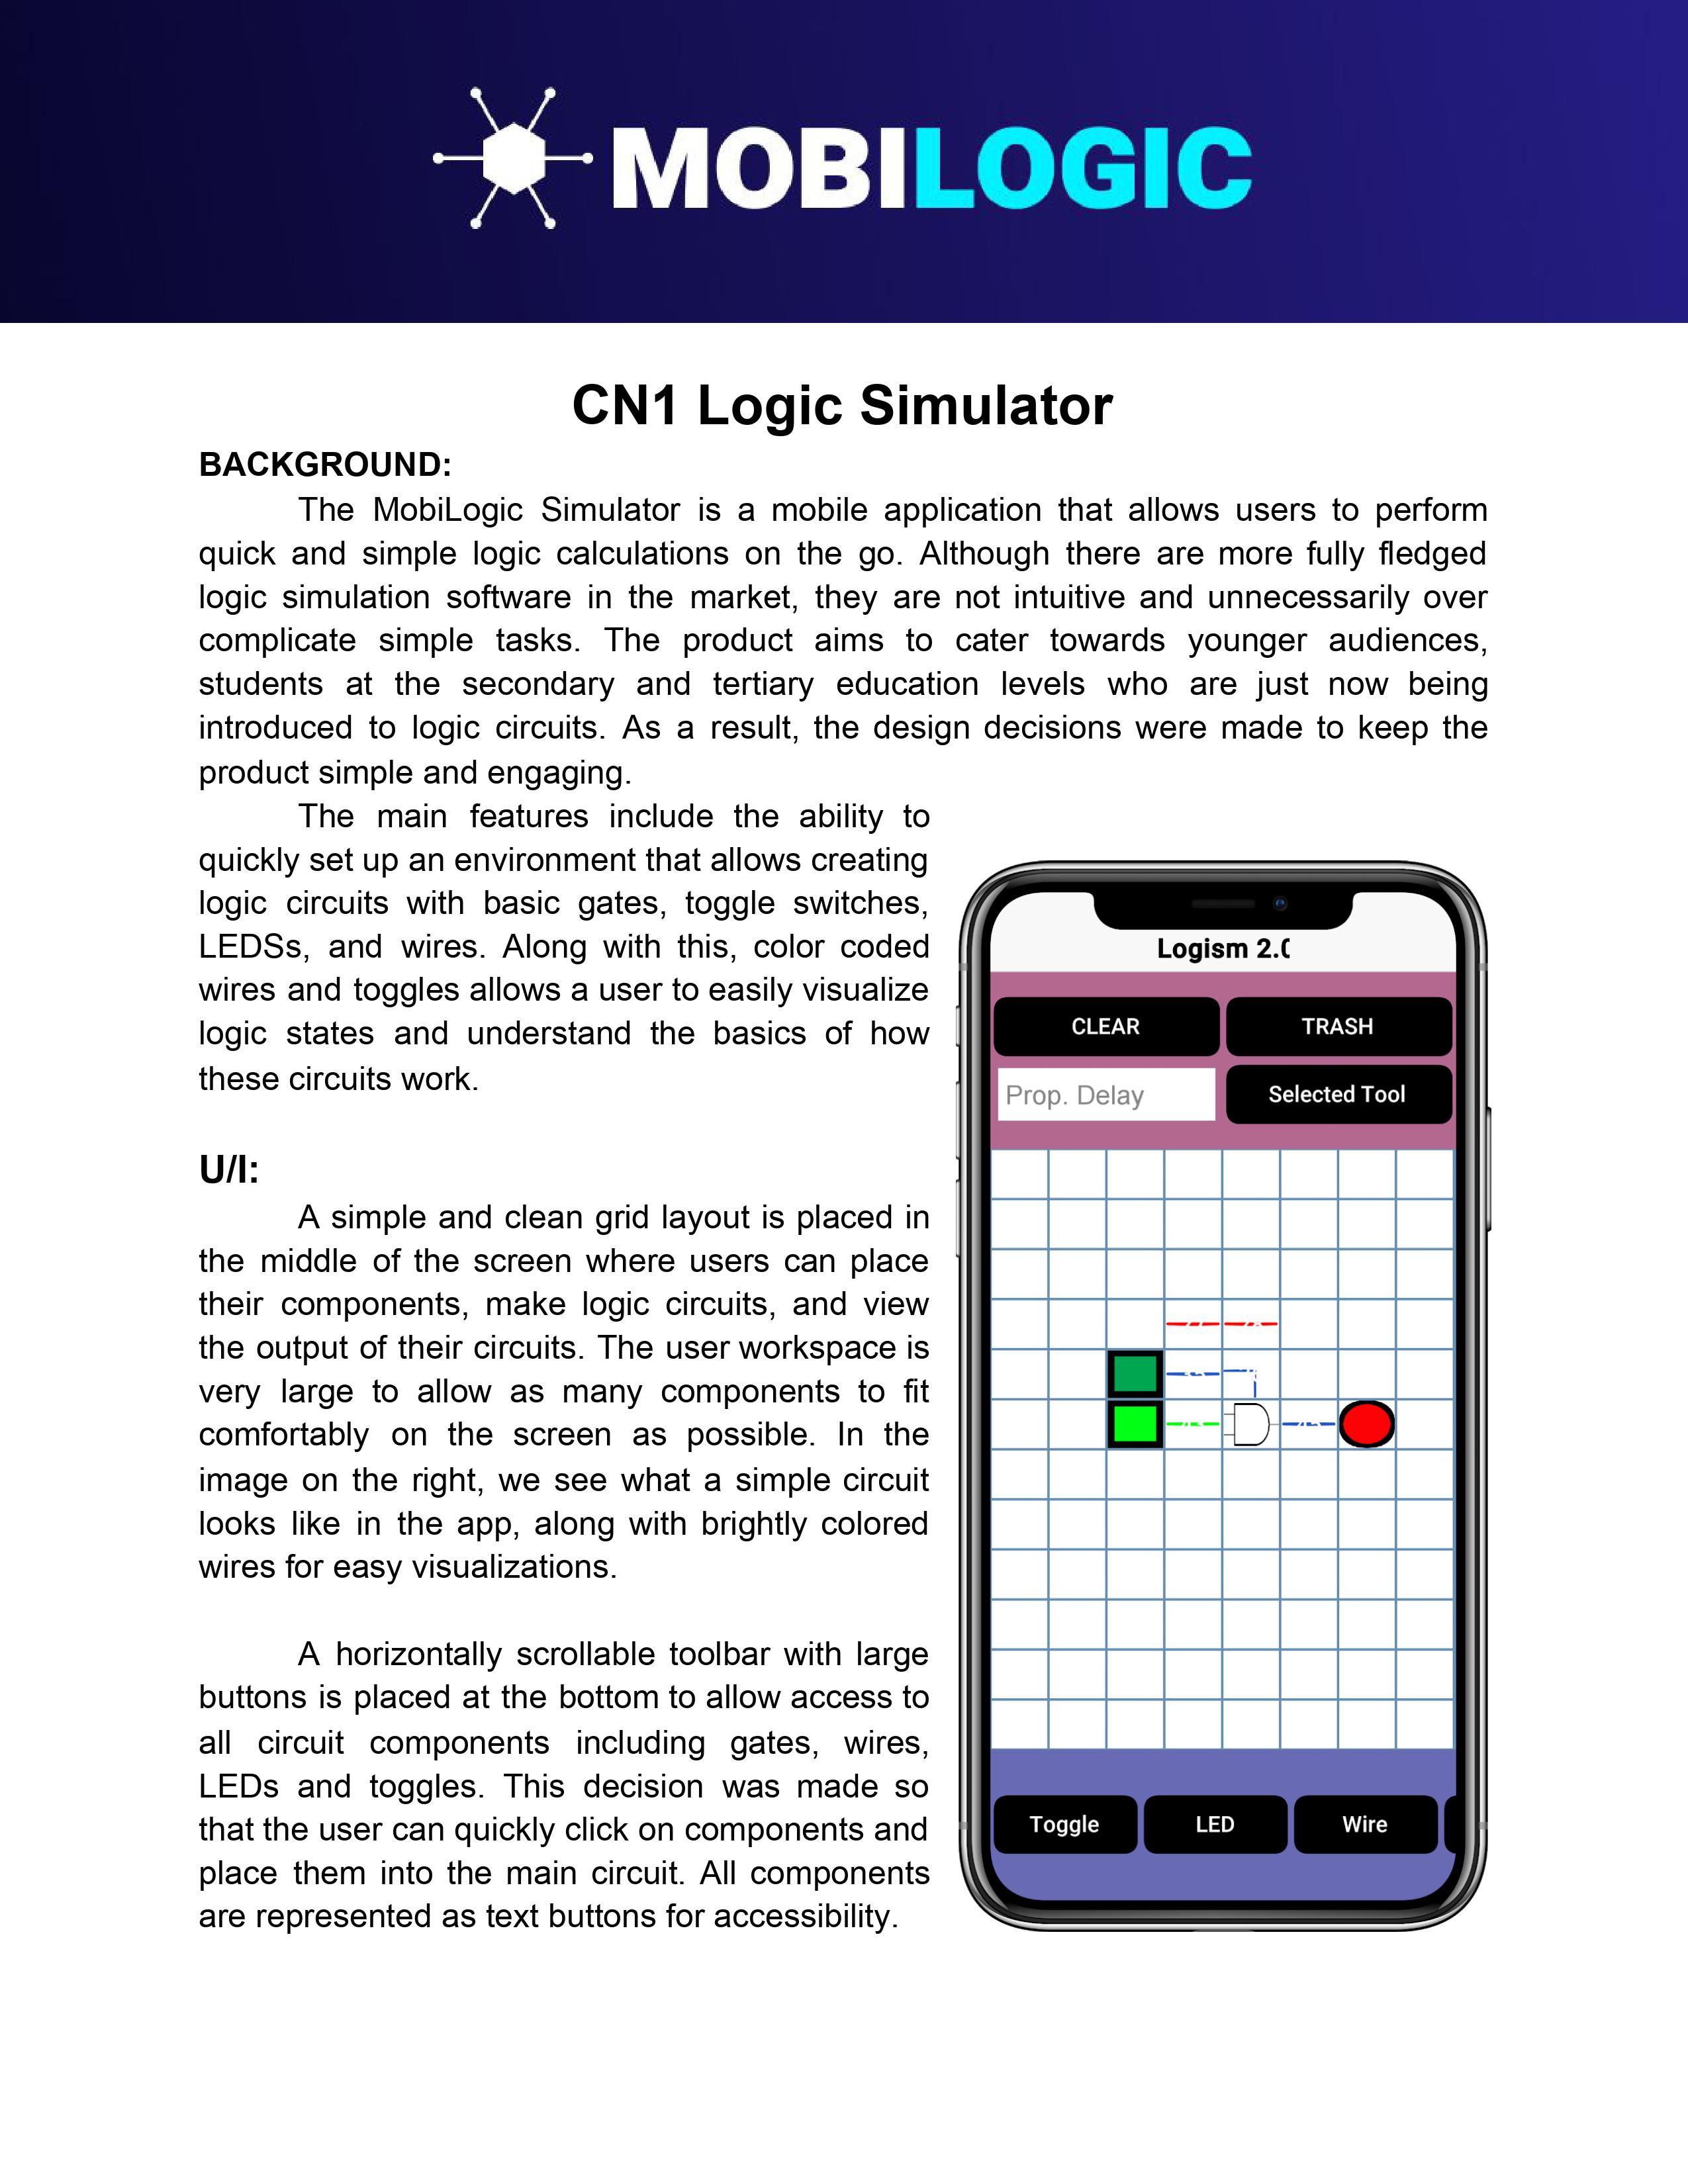 MOBILOGIC
CN1 Logic Simulator
BACKGROUND:
The MobiLogic Simulator is a mobile application that allows users to perform
quick and simple logic calculations on the go. Although there are more fully fledged
logic simulation software in the market, they are not intuitive and unnecessarily over
complicate simple tasks. The product aims to cater towards younger audiences,
students at the secondary and tertiary education levels who are just now being
introduced to logic circuits. As a result, the design decisions were made to keep the
product simple and engaging.
The main features include the ability to
quickly set up an environment that allows creating
logic circuits with basic gates, toggle switches,
LEDSs, and wires. Along with this, color coded
wires and toggles allows a user to easily visualize
logic states and understand the basics of how
these circuits work.
U/I:
A simple and clean grid layout is placed in
the middle of the screen where users can place
their components, make logic circuits, and view
the output of their circuits. The user workspace is
very large to allow as many components to fit
comfortably on the screen as possible. In the
image on the right, we see what a simple circuit
looks like in the app, along with brightly colored
wires for easy visualizations.
A horizontally scrollable toolbar with large
buttons is placed at the bottom to allow access to
all circuit components including gates, wires,
LEDs and toggles. This decision was made so
that the user can quickly click on components and
place them into the main circuit. All components
are represented as text buttons for accessibility.
Logism 2.0
CLEAR
TRASH
Prop. Delay
Selected Tool
Toggle
LED
Wire